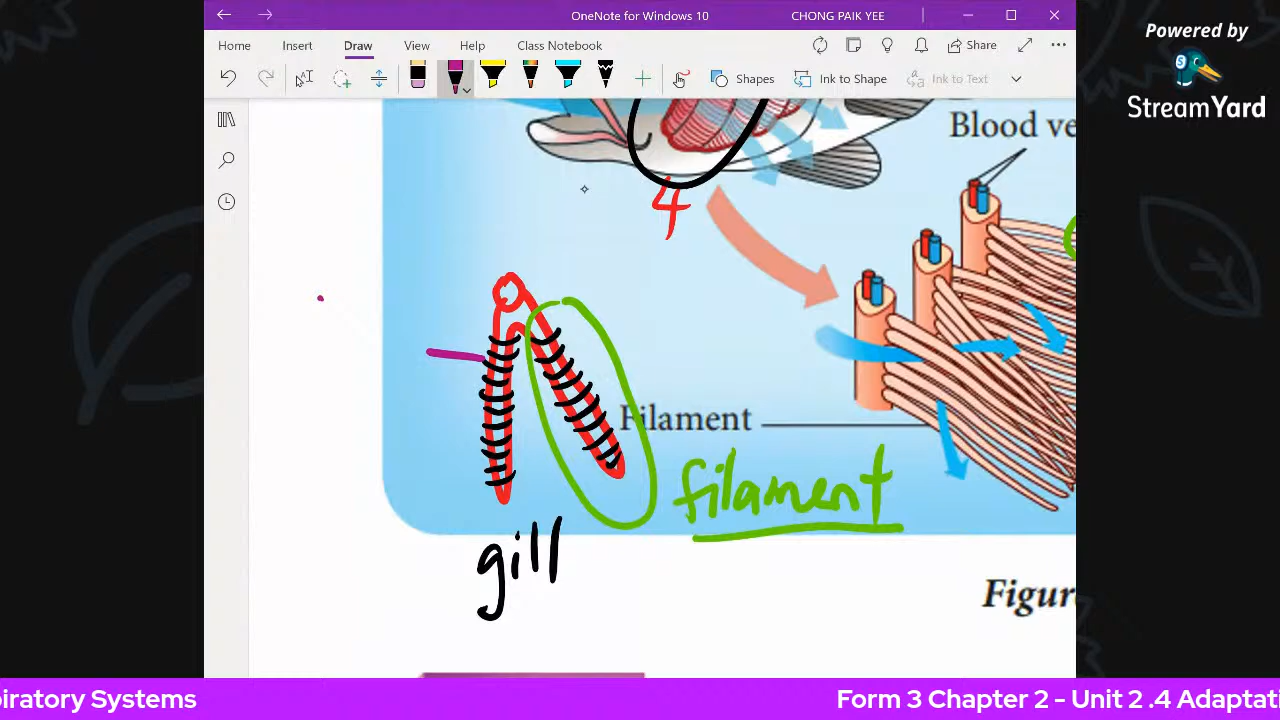 OneNote for Windows 10
CHONG PAIK YEE
Powered by
StreamYard
Home Insert Draw View Help Class Notebook Share
Shapes Ink to Shape Ink to Text
Blood ve
4
Filament
filament
gill
Figur
piratory Systems
Form 3 Chapter 2 - Unit 2 .4 Adaptati